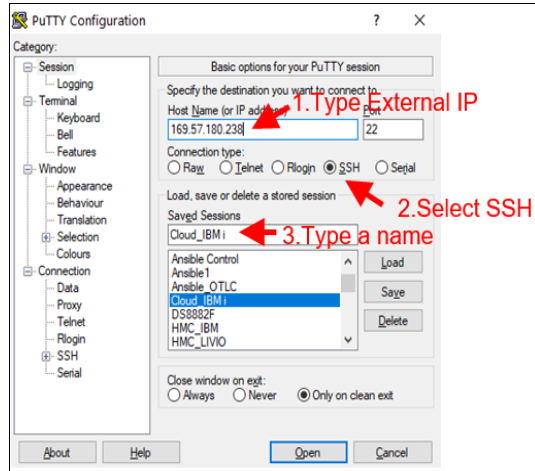 PuTTY Configuration
?
Category:
Session
Logging
Terminal
Keyboard
Bell
Features
Window
Appearance
Behaviour
Translation
Selection
Colours
Connection
Data
Proxy
Telnet
Rlogin
SSH
Serial
Basic options for your PuTTY session
Specify the destination you want to connect to
1.Type External IP
Host Name (or IP address) Port
169.57.180.238 22
Connection type:
Raw Telnet Rlogin SSH Serial
2.Select SSH
Load, save or delete a stored session
Saved Sessions
Cloud_IBM i
3.Type a name
Ansible Control
Ansible1
Ansible_OTLC
Cloud_IBM i
DS8882F
HMC_IBM
HMC_LIVIO
Load
Save
Delete
Close window on exit:
Always Never Only on clean exit
About Help Open Cancel